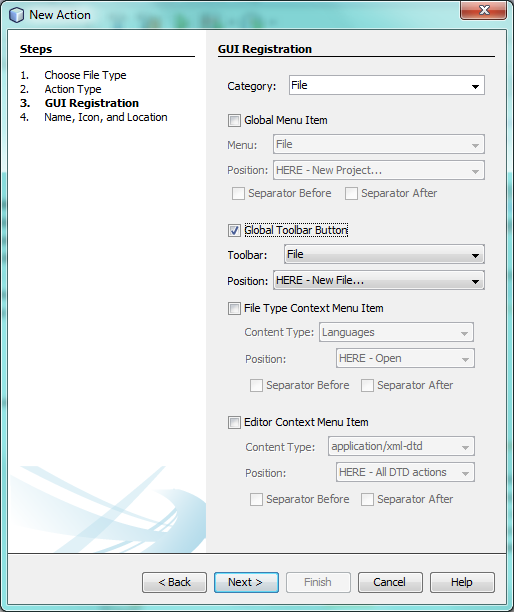 New Action
Steps
1. Choose File Type
2. Action Type
3. GUI Registration
4. Name, Icon, and Location
GUI Registration
Category: File
Global Menu Item
Menu: File
Position: HERE - New Project...
Separator Before Separator After
Global Toolbar Button
Toolbar: File
Position: HERE - New File...
File Type Context Menu Item
Content Type: Languages
Position: HERE - Open
Separator Before Separator After
Editor Context Menu Item
Content Type: application/xml-dtd
Position: HERE - All DTD actions
Separator Before Separator After
< Back Next > Finish Cancel Help